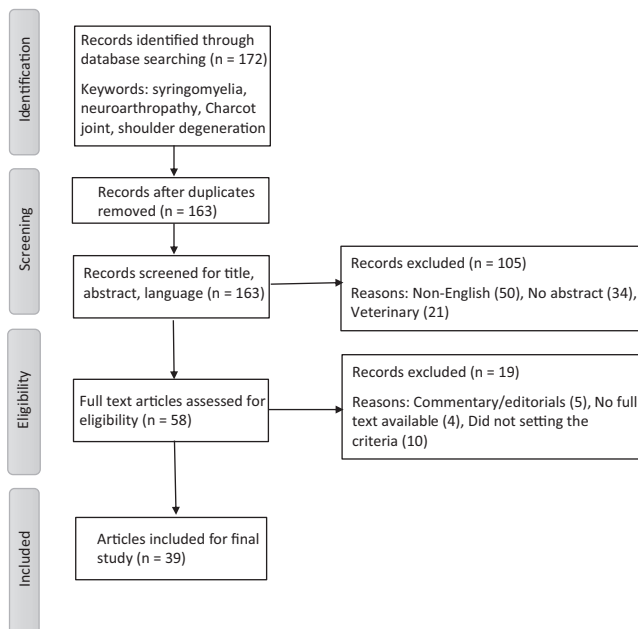 Identification
Records identified through
database searching (n = 172)
Keywords: syringomyelia,
neuroarthropathy, Charcot
joint, shoulder degeneration
Screening
Records after duplicates
removed (n = 163)
Records screened for title,
abstract, language (n = 163)
Records excluded (n = 105)
Reasons: Non-English (50), No abstract (34),
Veterinary (21)
Eligibility
Full text articles assessed for
eligibility (n = 58)
Records excluded (n = 19)
Reasons: Commentary/editorials (5), No full
text available (4), Did not setting the
criteria (10)
Included
Articles included for final
study (n = 39)